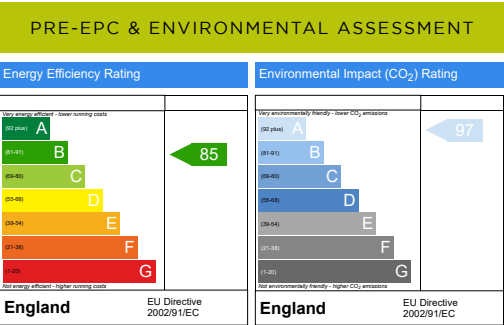 PRE-EPC & ENVIRONMENTAL ASSESSMENT
Energy Efficiency Rating
Very energy efficient - lower running costs
(92 plus) A
(81-91) B
(69-80) C
(55-68) D
(39-54) E
(21-38) F
(1-20) G
85
Not energy efficient - higher running costs
England
EU Directive
2002/91/EC
Environmental Impact (CO₂) Rating
Very environmentally friendly - lower CO₂ emissions
(92 plus) A
(81-91) B
(69-80) C
(55-68) D
(39-54) E
(21-38) F
(1-20) G
97
Not environmentally friendly - higher CO₂ emissions
England
EU Directive
2002/91/EC